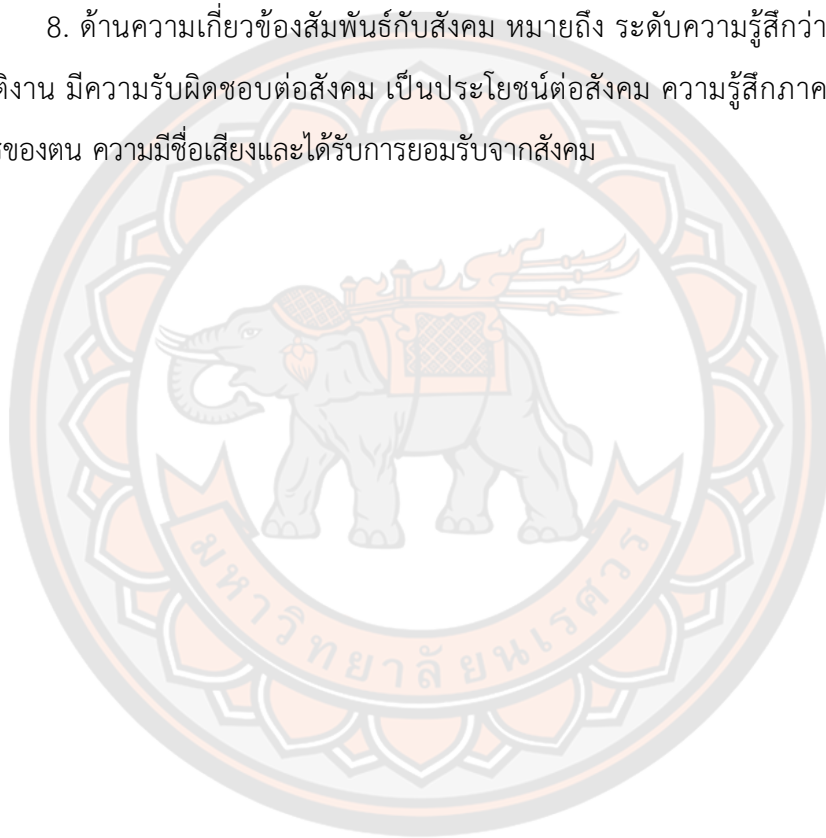 8. ด้านความเกี่ยวข้องสัมพันธ์กับสังคม หมายถึง ระดับความรู้สึกว่า
ติงาน มีความรับผิดชอบต่อสังคม เป็นประโยชน์ต่อสังคม ความรู้สึกภาค
ของตน ความมีชื่อเสียงและได้รับการยอมรับจากสังคม
มหาวิทยาลัยนเรศวร